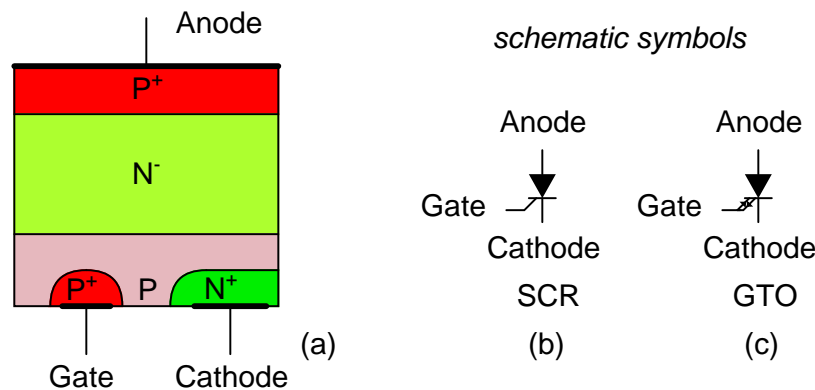 Anode
P+
N-
P+ P N+
Gate Cathode
(a)
schematic symbols
Anode
Gate
Cathode
SCR
(b)
Anode
Gate
Cathode
GTO
(c)